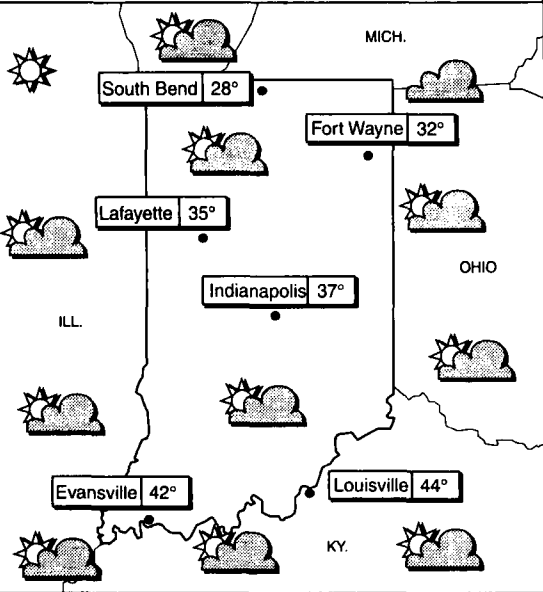 MICH.
South Bend 28°
Fort Wayne 32°
Lafayette 35°
OHIO
Indianapolis 37°
ILL.
Evansville 42°
Louisville 44°
KY.